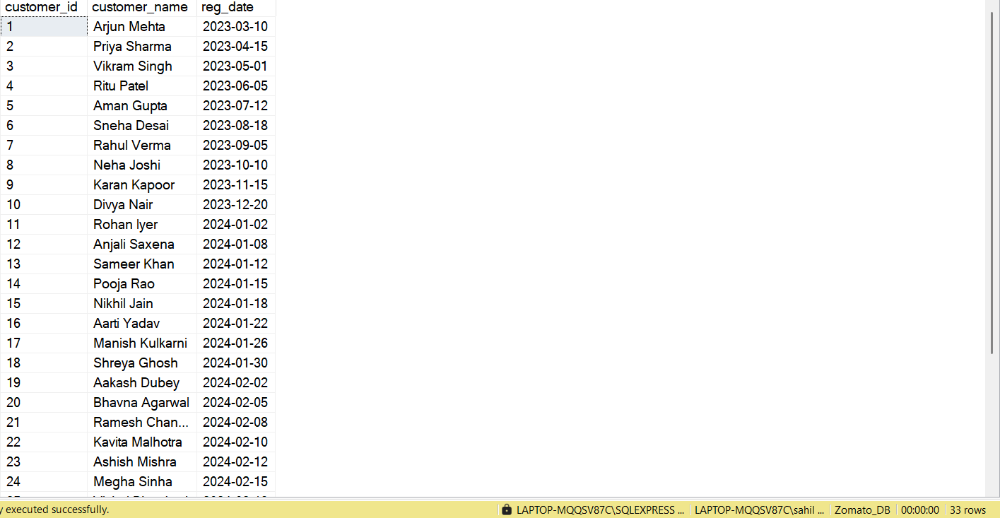 customer_id customer_name reg_date
1 Arjun Mehta 2023-03-10
2 Priya Sharma 2023-04-15
3 Vikram Singh 2023-05-01
4 Ritu Patel 2023-06-05
5 Aman Gupta 2023-07-12
6 Sneha Desai 2023-08-18
7 Rahul Verma 2023-09-05
8 Neha Joshi 2023-10-10
9 Karan Kapoor 2023-11-15
10 Divya Nair 2023-12-20
11 Rohan Iyer 2024-01-02
12 Anjali Saxena 2024-01-08
13 Sameer Khan 2024-01-12
14 Pooja Rao 2024-01-15
15 Nikhil Jain 2024-01-18
16 Aarti Yadav 2024-01-22
17 Manish Kulkarni 2024-01-26
18 Shreya Ghosh 2024-01-30
19 Aakash Dubey 2024-02-02
20 Bhavna Agarwal 2024-02-05
21 Ramesh Chan... 2024-02-08
22 Kavita Malhotra 2024-02-10
23 Ashish Mishra 2024-02-12
24 Megha Sinha 2024-02-15
executed successfully. LAPTOP-MQQSV87C\SQLEXPRESS ... LAPTOP-MQQSV87C\sahil ... Zomato_DB 00:00:00 33 rows